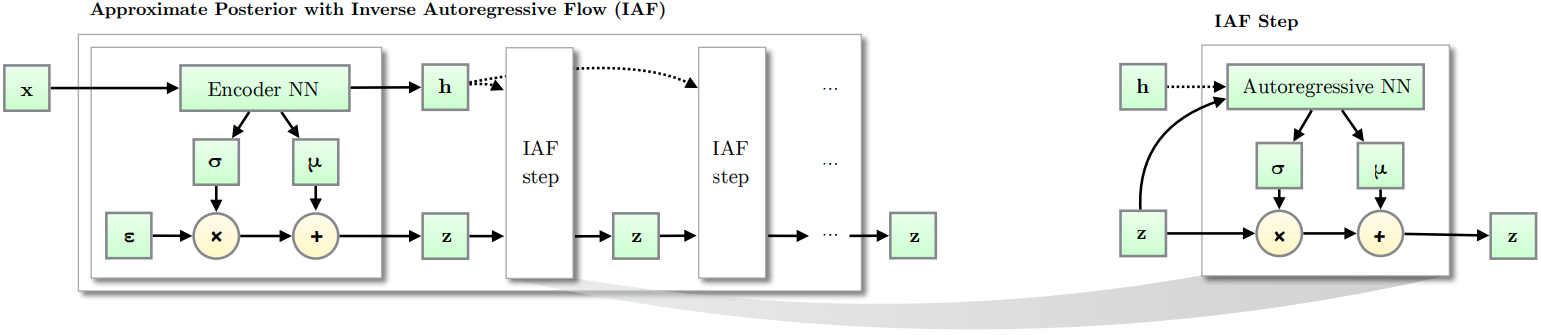 Approximate Posterior with Inverse Autoregressive Flow (IAF)
x
Encoder NN
h
...
σ
μ
IAF
step
IAF
step
...
ε
×
+
z
z
...
z
IAF Step
h
Autoregressive NN
σ
μ
z
×
+
z